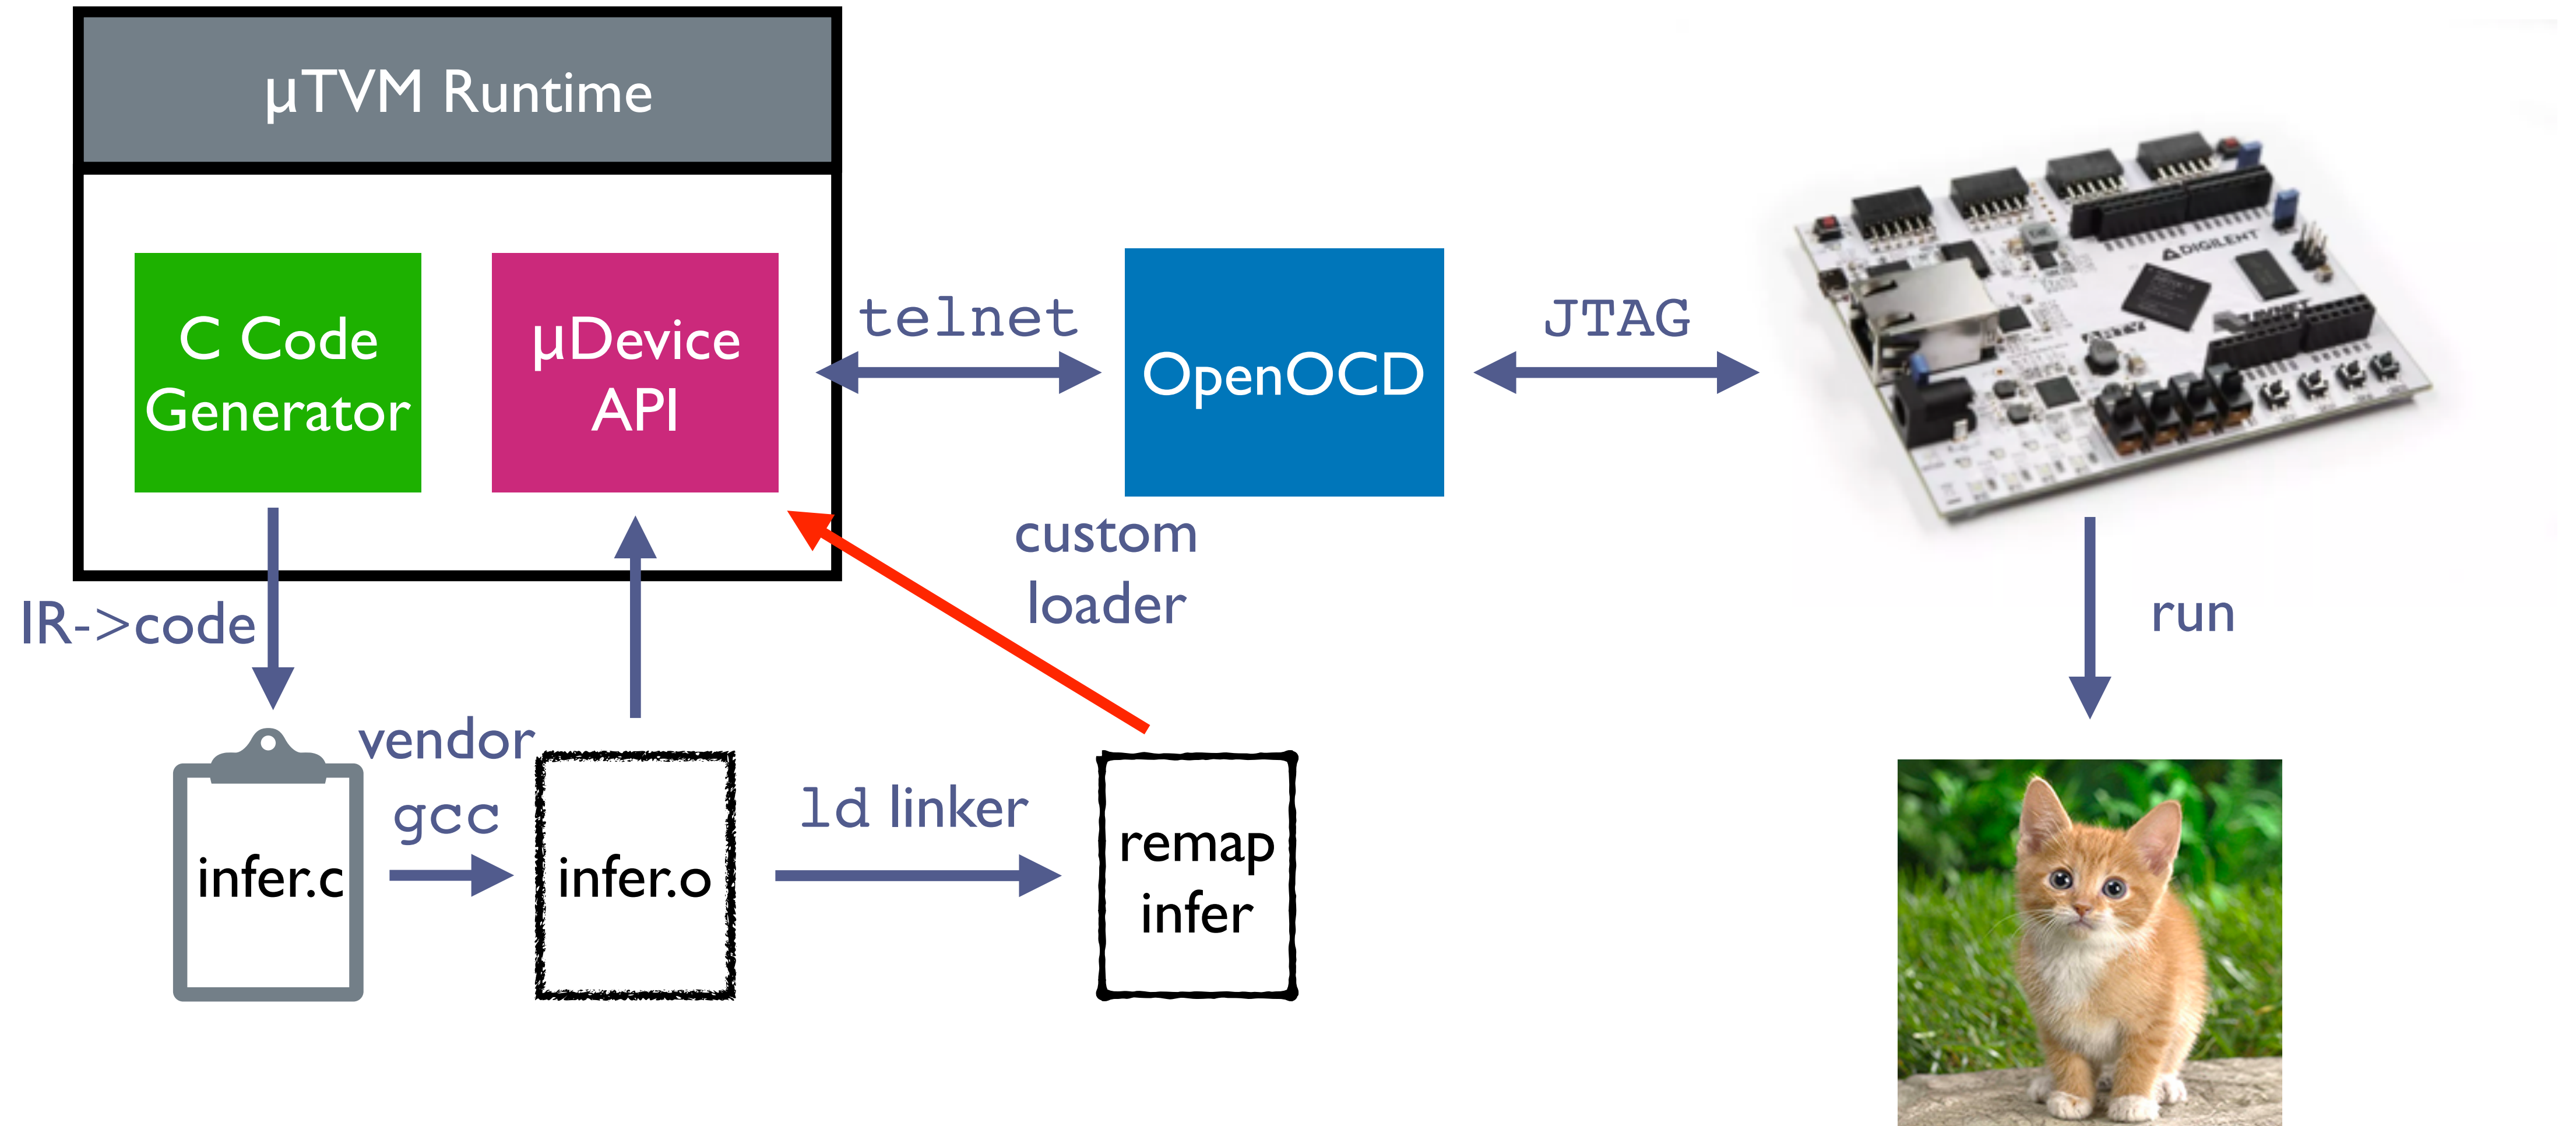 µTVM Runtime
C Code
Generator
µDevice
API
telnet
OpenOCD
JTAG
DIGILENT
custom
loader
IR->code
run
vendor
gcc
ld linker
infer.c
infer.o
remap
infer